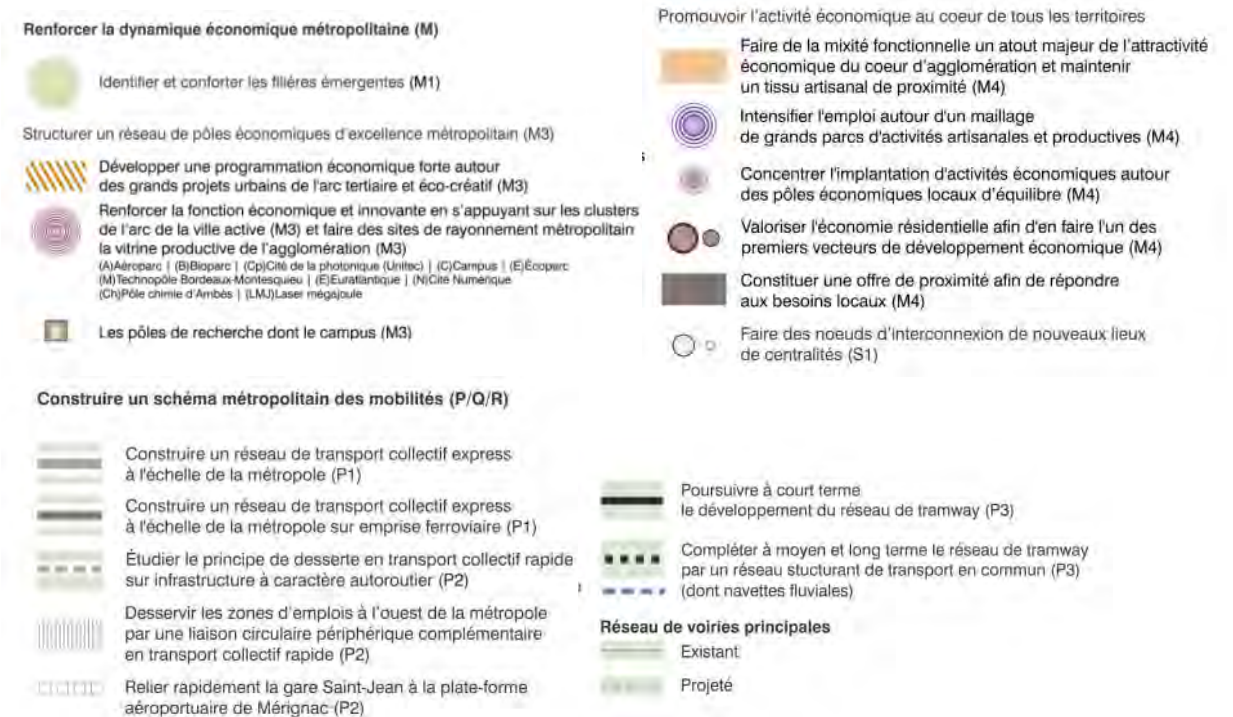 Renforcer la dynamique économique métropolitaine (M)
Identifier et conforter les filières émergentes (M1)
Structurer un réseau de pôles économiques d'excellence métropolitain (M3)
Développer une programmation économique forte autour
des grands projets urbains de l'arc tertiaire et éco-créatif (M3)
Renforcer la fonction économique et innovante en s'appuyant sur les clusters
de l'arc de la ville active (M3) et faire des sites de rayonnement métropolitain
la vitrine productive de l'agglomération (M3)
(A)Aéroparc | (B)Bioparc | (Cp)Cité de la photonique (Unitec) | (C)Campus | (E)Écoparc
(M)Technopôle Bordeaux-Montesquieu | (E)Euratlantique | (N)Cité Numérique
(Ch)Pôle chimie d'Ambès | (LMJ)Laser mégajoule
Les pôles de recherche dont le campus (M3)
Promouvoir l'activité économique au coeur de tous les territoires
Faire de la mixité fonctionnelle un atout majeur de l'attractivité
économique du coeur d'agglomération et maintenir
un tissu artisanal de proximité (M4)
Intensifier l'emploi autour d'un maillage
de grands parcs d'activités artisanales et productives (M4)
Concentrer l'implantation d'activités économiques autour
des pôles économiques locaux d'équilibre (M4)
Valoriser l'économie résidentielle afin d'en faire l'un des
premiers vecteurs de développement économique (M4)
Constituer une offre de proximité afin de répondre
aux besoins locaux (M4)
Faire des noeuds d'interconnexion de nouveaux lieux
de centralités (S1)
Construire un schéma métropolitain des mobilités (P/Q/R)
Construire un réseau de transport collectif express
à l'échelle de la métropole (P1)
Construire un réseau de transport collectif express
à l'échelle de la métropole sur emprise ferroviaire (P1)
Étudier le principe de desserte en transport collectif rapide
sur infrastructure à caractère autoroutier (P2)
Desservir les zones d'emplois à l'ouest de la métropole
par une liaison circulaire périphérique complémentaire
en transport collectif rapide (P2)
Relier rapidement la gare Saint-Jean à la plate-forme
aéroportuaire de Mérignac (P2)
Poursuivre à court terme
le développement du réseau de tramway (P3)
Compléter à moyen et long terme le réseau de tramway
par un réseau stucturant de transport en commun (P3)
(dont navettes fluviales)
Réseau de voiries principales
Existant
Projeté